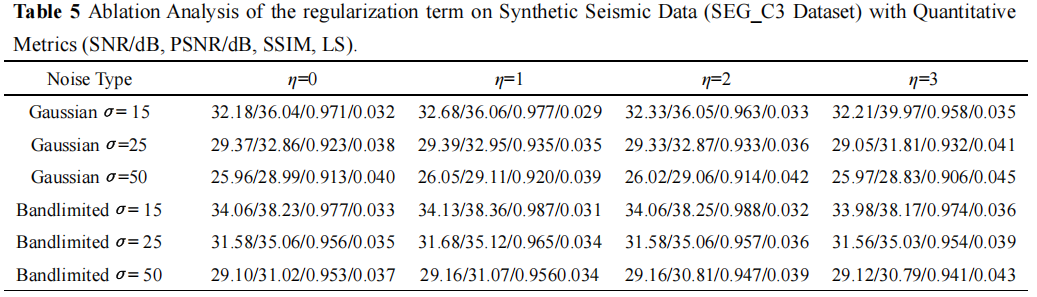 Table 5 Ablation Analysis of the regularization term on Synthetic Seismic Data (SEG_C3 Dataset) with Quantitative
Metrics (SNR/dB, PSNR/dB, SSIM, LS).
Noise Type η=0 η=1 η=2 η=3
Gaussian σ= 15 32.18/36.04/0.971/0.032 32.68/36.06/0.977/0.029 32.33/36.05/0.963/0.033 32.21/39.97/0.958/0.035
Gaussian σ=25 29.37/32.86/0.923/0.038 29.39/32.95/0.935/0.035 29.33/32.87/0.933/0.036 29.05/31.81/0.932/0.041
Gaussian σ=50 25.96/28.99/0.913/0.040 26.05/29.11/0.920/0.039 26.02/29.06/0.914/0.042 25.97/28.83/0.906/0.045
Bandlimited σ= 15 34.06/38.23/0.977/0.033 34.13/38.36/0.987/0.031 34.06/38.25/0.988/0.032 33.98/38.17/0.974/0.036
Bandlimited σ= 25 31.58/35.06/0.956/0.035 31.68/35.12/0.965/0.034 31.58/35.06/0.957/0.036 31.56/35.03/0.954/0.039
Bandlimited σ= 50 29.10/31.02/0.953/0.037 29.16/31.07/0.9560.034 29.16/30.81/0.947/0.039 29.12/30.79/0.941/0.043